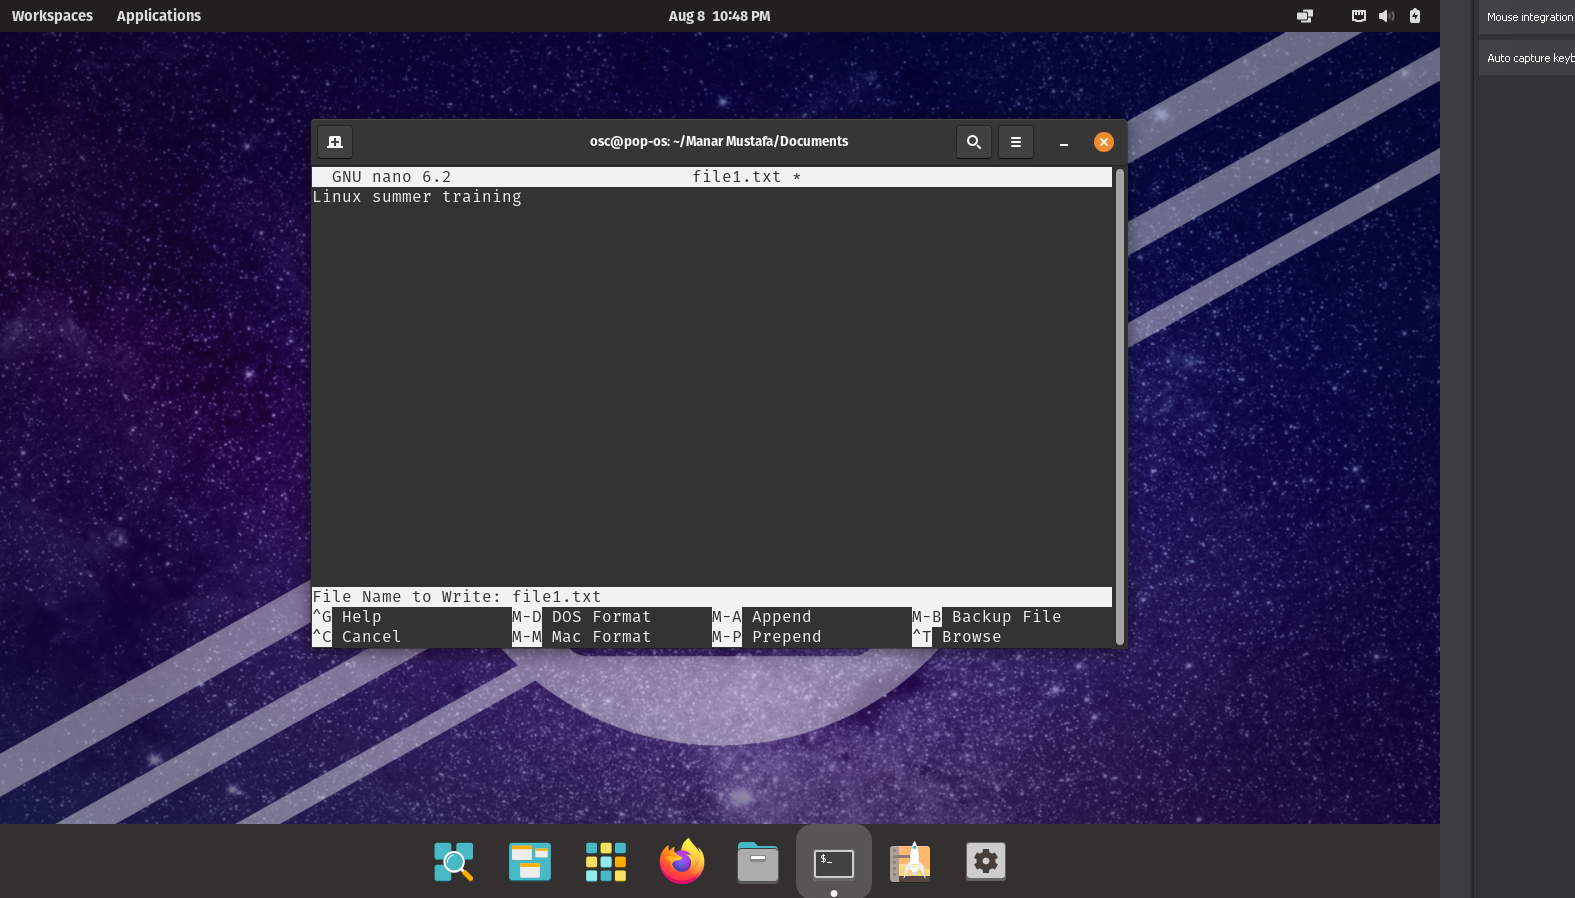 Workspaces Applications Aug 8 10:48 PM
Mouse integration
Auto capture keyb
osc@pop-os: ~/Manar Mustafa/Documents
GNU nano 6.2 file1.txt *
Linux summer training
File Name to Write: file1.txt
^G Help M-D DOS Format M-A Append M-B Backup File
^C Cancel M-M Mac Format M-P Prepend ^T Browse
$_